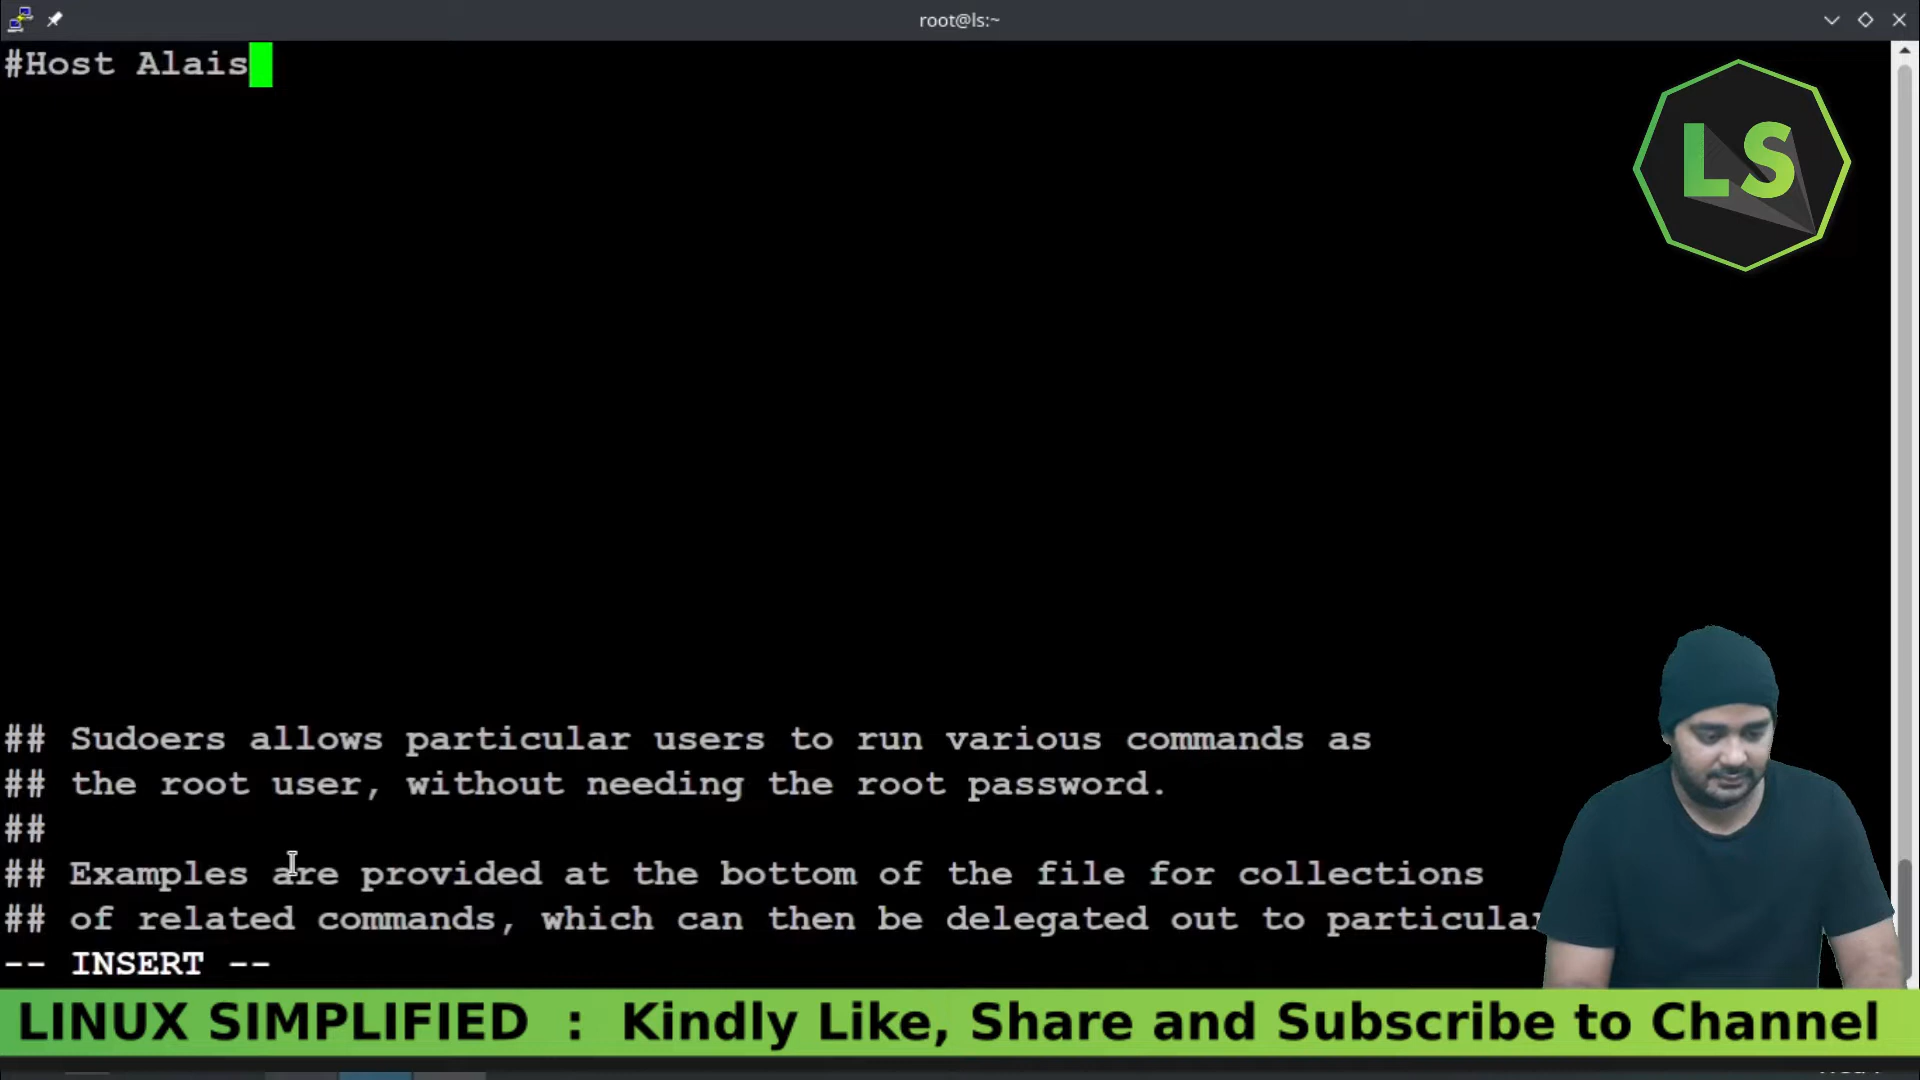 root@ls:~
#Host Alais
LS
## Sudoers allows particular users to run various commands as
## the root user, without needing the root password.
##
## Examples are provided at the bottom of the file for collections
## of related commands, which can then be delegated out to particular
-- INSERT --
LINUX SIMPLIFIED : Kindly Like, Share and Subscribe to Channel